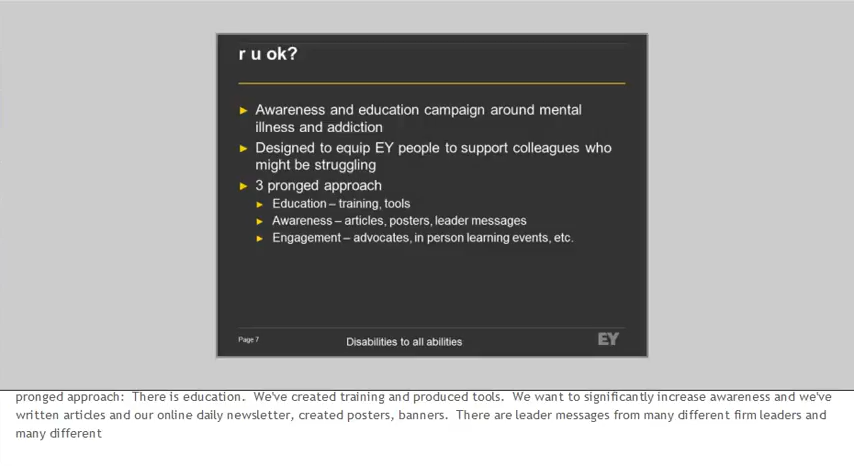 r u ok?
► Awareness and education campaign around mental
illness and addiction
► Designed to equip EY people to support colleagues who
might be struggling
► 3 pronged approach
► Education – training, tools
► Awareness – articles, posters, leader messages
► Engagement – advocates, in person learning events, etc.
Page 7
Disabilities to all abilities
EY
pronged approach:  There is education.  We've created training and produced tools.  We want to significantly increase awareness and we've
written articles and our online daily newsletter, created posters, banners.  There are leader messages from many different firm leaders and
many different